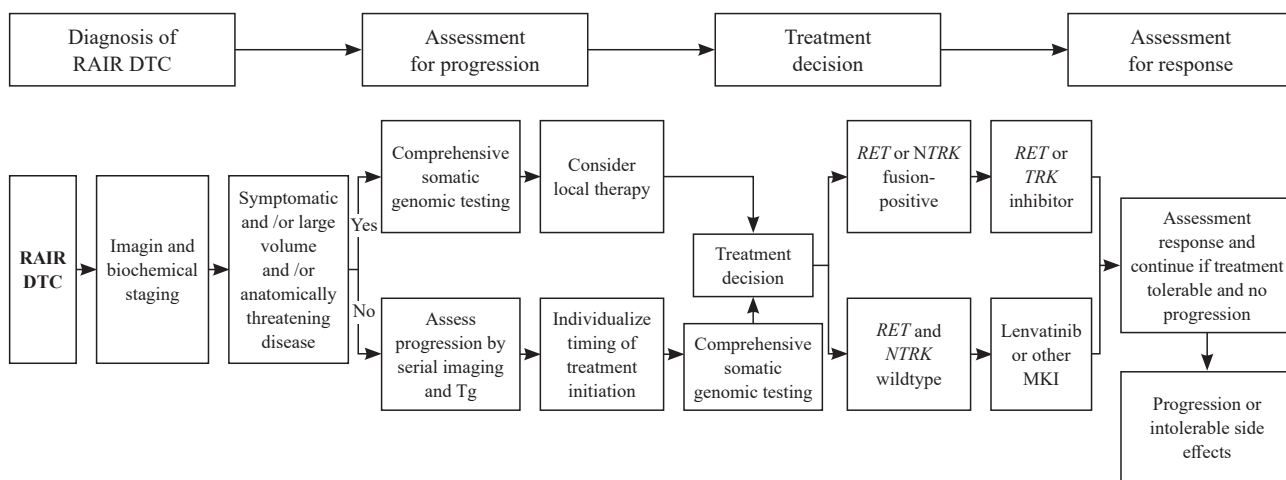 Diagnosis of
RAIR DTC
Assessment
for progression
Treatment
decision
Assessment
for response
RAIR
DTC
Imagin and
biochemical
staging
Symptomatic
and /or large
volume
and /or
anatomically
threatening
disease
Yes
No
Comprehensive
somatic
genomic testing
Consider
local therapy
Assess
progression by
serial imaging
and Tg
Individualize
timing of
treatment
initiation
Comprehensive
somatic
genomic testing
Treatment
decision
RET or NTRK
fusion-
positive
RET or
TRK
inhibitor
RET and
NTRK
wildtype
Lenvatinib
or other
MKI
Assessment
response and
continue if treatment
tolerable and no
progression
Progression or
intolerable side
effects